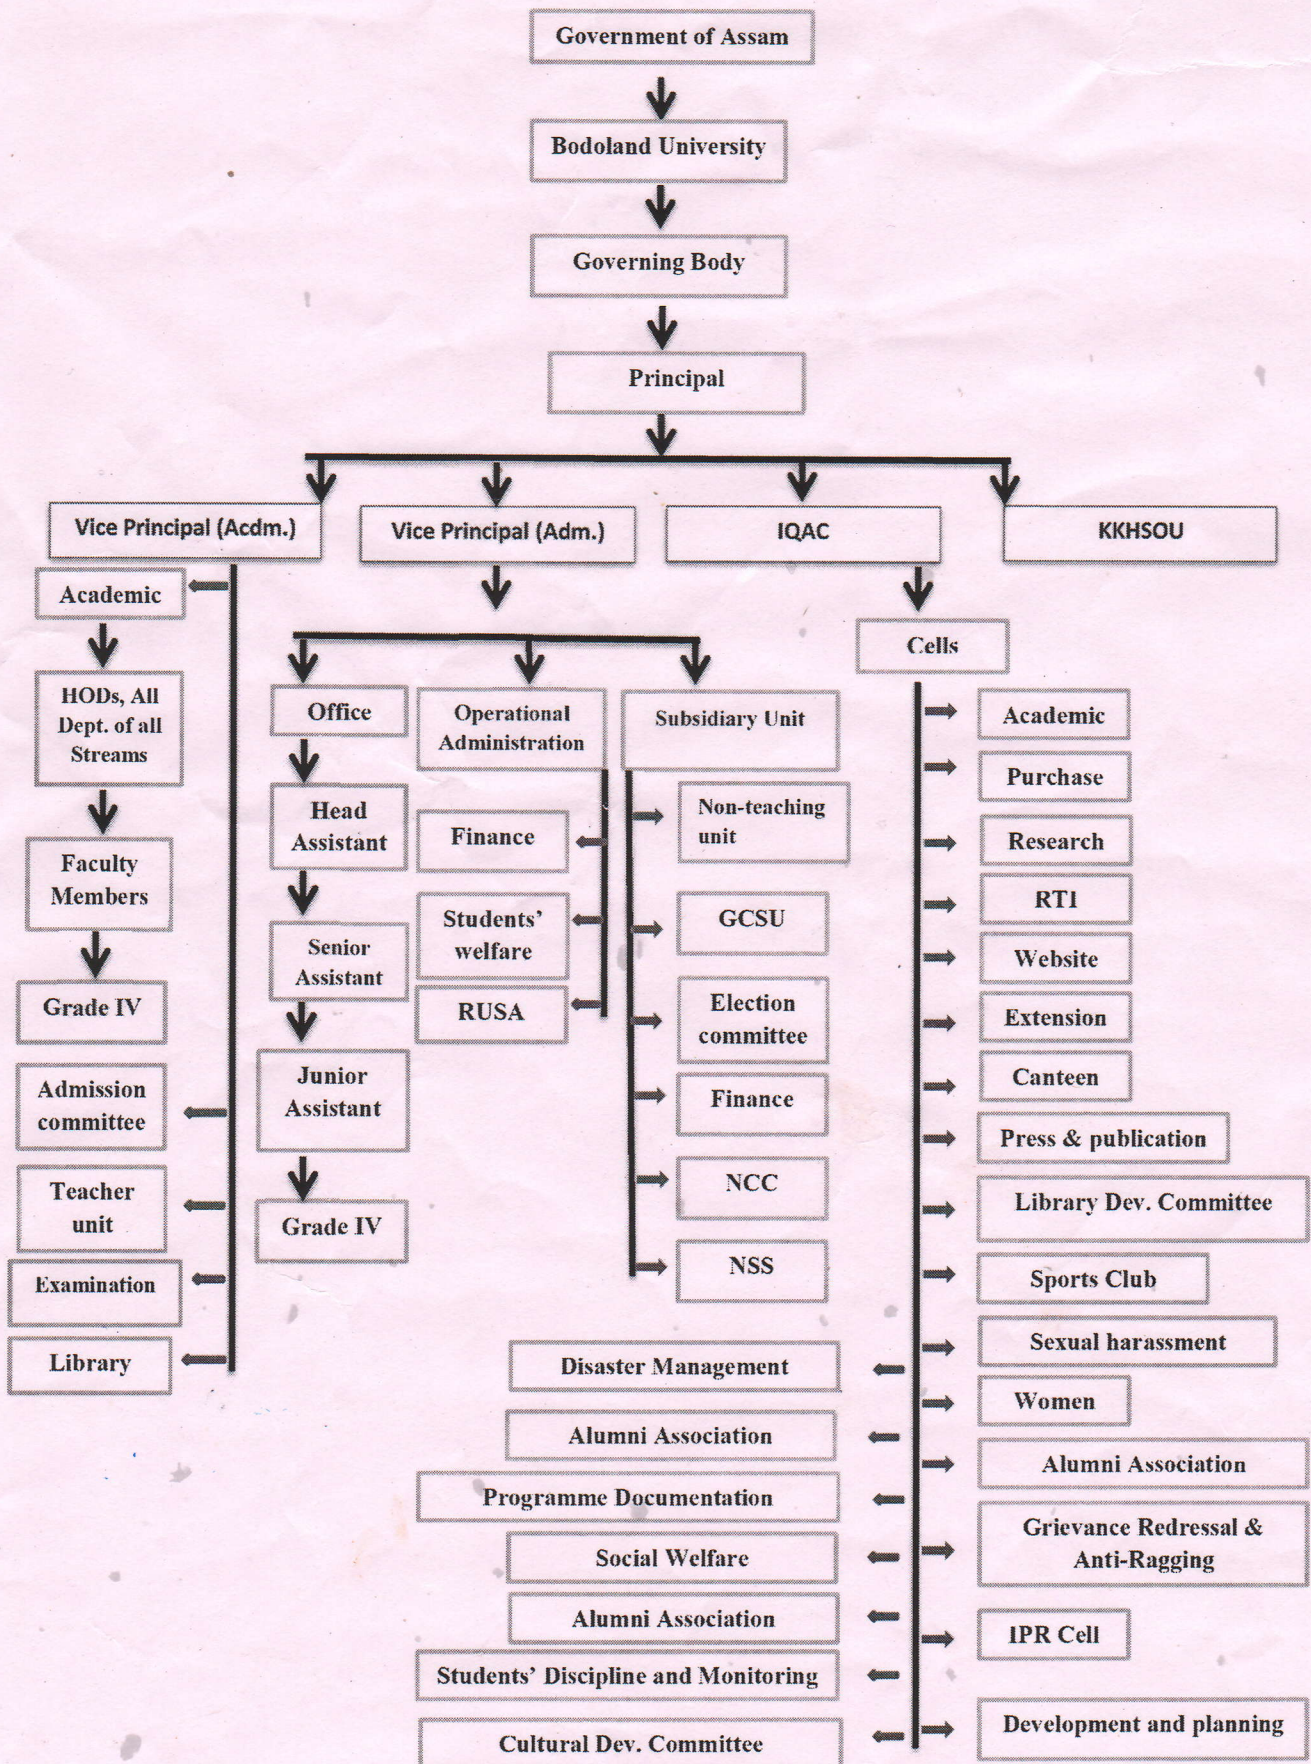 Government of Assam
Bodoland University
Governing Body
Principal
Vice Principal (Acdm.)
Vice Principal (Adm.)
IQAC
KKHSOU
Academic
HODs, All
Dept. of all
Streams
Faculty
Members
Grade IV
Admission
committee
Teacher
unit
Examination
Library
Office
Head
Assistant
Senior
Assistant
Junior
Assistant
Grade IV
Operational
Administration
Finance
Students’
welfare
RUSA
Subsidiary Unit
Non-teaching
unit
GCSU
Election
committee
Finance
NCC
NSS
Cells
Academic
Purchase
Research
RTI
Website
Extension
Canteen
Press & publication
Library Dev. Committee
Sports Club
Sexual harassment
Women
Alumni Association
Grievance Redressal &
Anti-Ragging
IPR Cell
Development and planning
Disaster Management
Alumni Association
Programme Documentation
Social Welfare
Alumni Association
Students’ Discipline and Monitoring
Cultural Dev. Committee